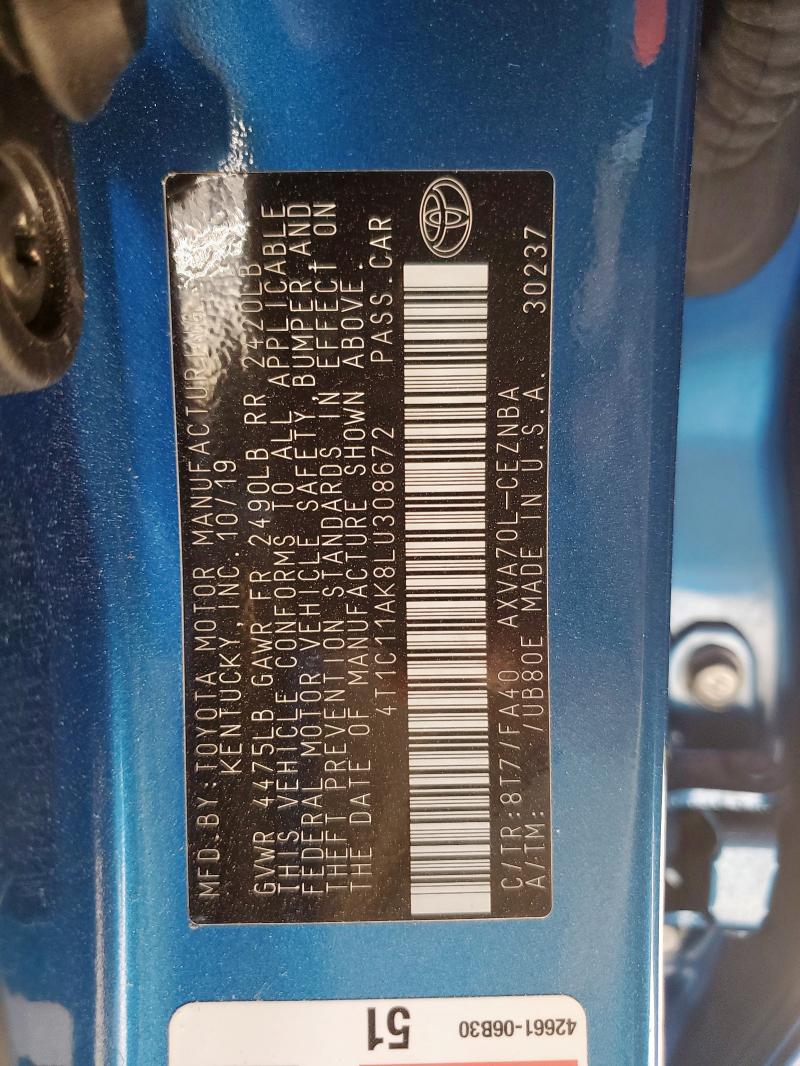 MFD.BY:TOYOTA MOTOR MANUFACTURING
KENTUCKY, INC. 10/19
GVWR 4475LB GAWR FR 2490LB RR 2420LB
THIS VEHICLE CONFORMS TO ALL APPLICABLE
FEDERAL MOTOR VEHICLE SAFETY, BUMPER AND
THEFT PREVENTION STANDARDS IN EFFECT ON
THE DATE OF MANUFACTURE SHOWN ABOVE.
4T1C11AK8LU308672 PASS.CAR
C/TR:8T7/FA40 AXVA70L-CEZNBA
A/TM: /UB80E MADE IN U.S.A. 30237
42661-06B30
51